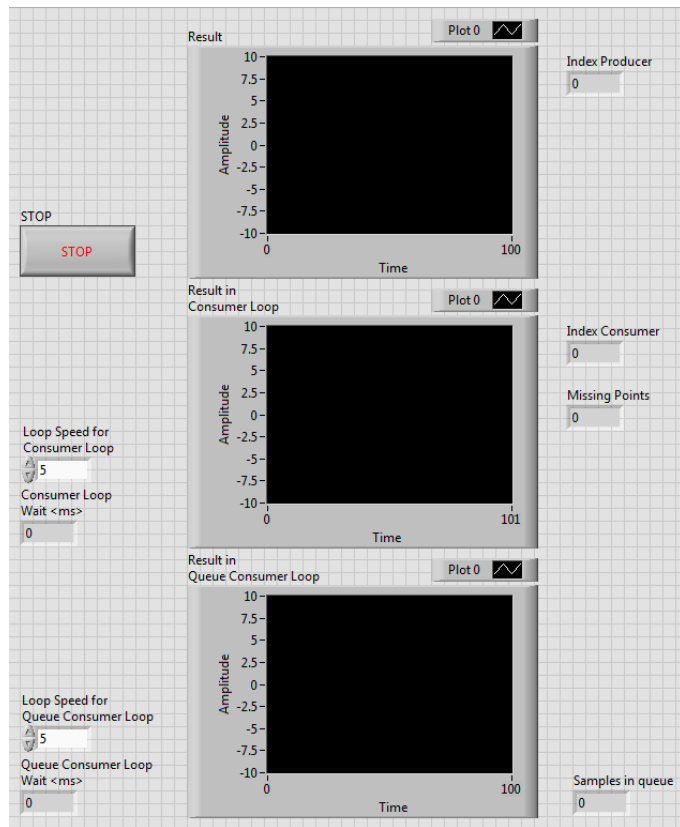 Result
Plot 0
Index Producer
0
10
7.5
5
2.5
0
-2.5
-5
-7.5
-10
Amplitude
0
100
Time
STOP
STOP
Result in
Consumer Loop
Plot 0
Index Consumer
0
Missing Points
0
10
7.5
5
2.5
0
-2.5
-5
-7.5
-10
Amplitude
0
101
Time
Loop Speed for
Consumer Loop
5
Consumer Loop
Wait <ms>
0
Result in
Queue Consumer Loop
Plot 0
10
7.5
5
2.5
0
-2.5
-5
-7.5
-10
Amplitude
0
100
Time
Loop Speed for
Queue Consumer Loop
5
Queue Consumer Loop
Wait <ms>
0
Samples in queue
0